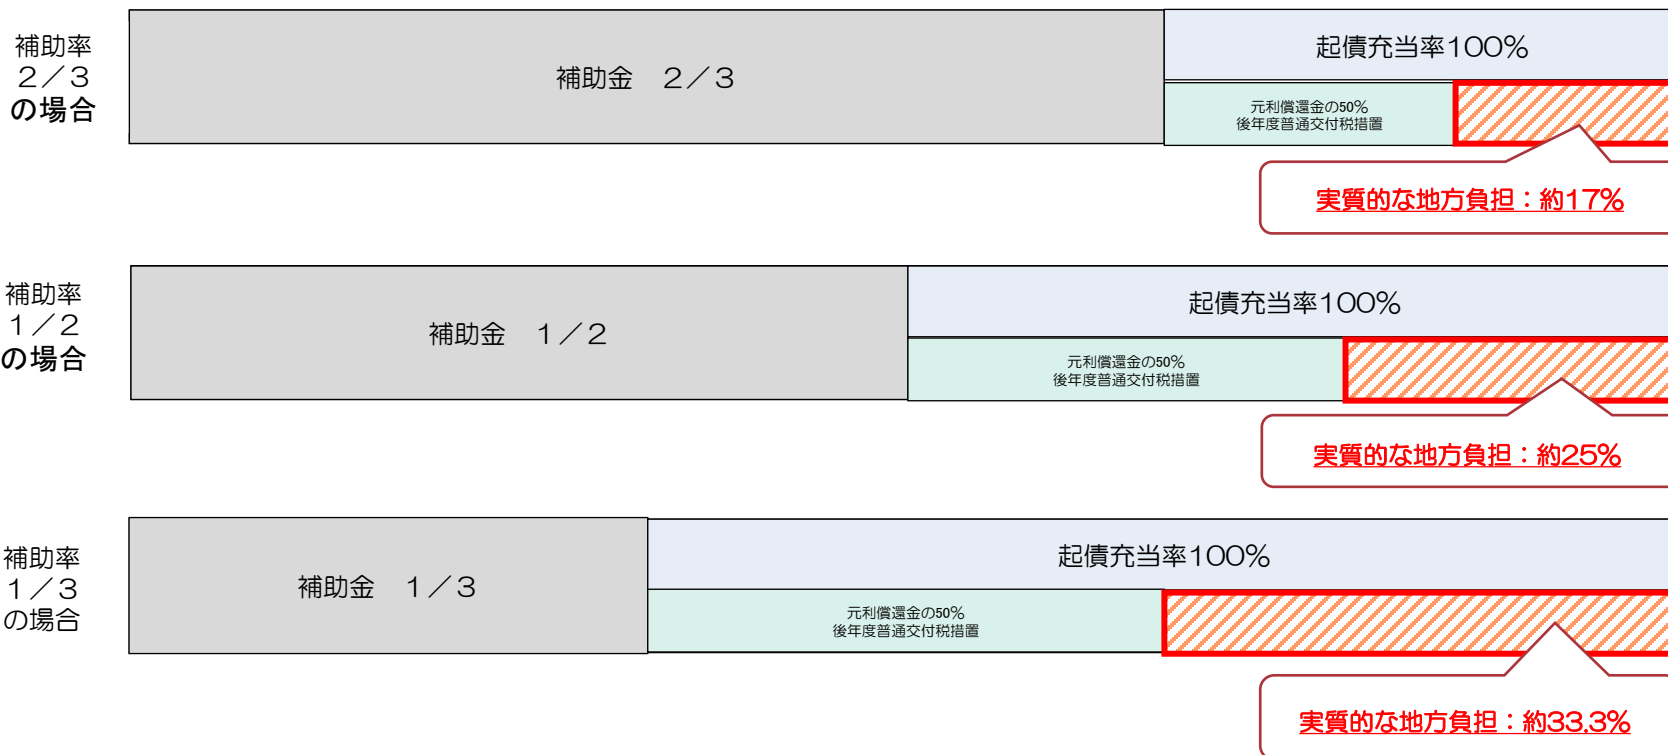 補助率
２／３
の場合
補助金　２／３
起債充当率100%
元利償還金の50%
後年度普通交付税措置
実質的な地方負担：約17%
補助率
１／２
の場合
補助金　１／２
起債充当率100%
元利償還金の50%
後年度普通交付税措置
実質的な地方負担：約25%
補助率
１／３
の場合
補助金　１／３
起債充当率100%
元利償還金の50%
後年度普通交付税措置
実質的な地方負担：約33.3%